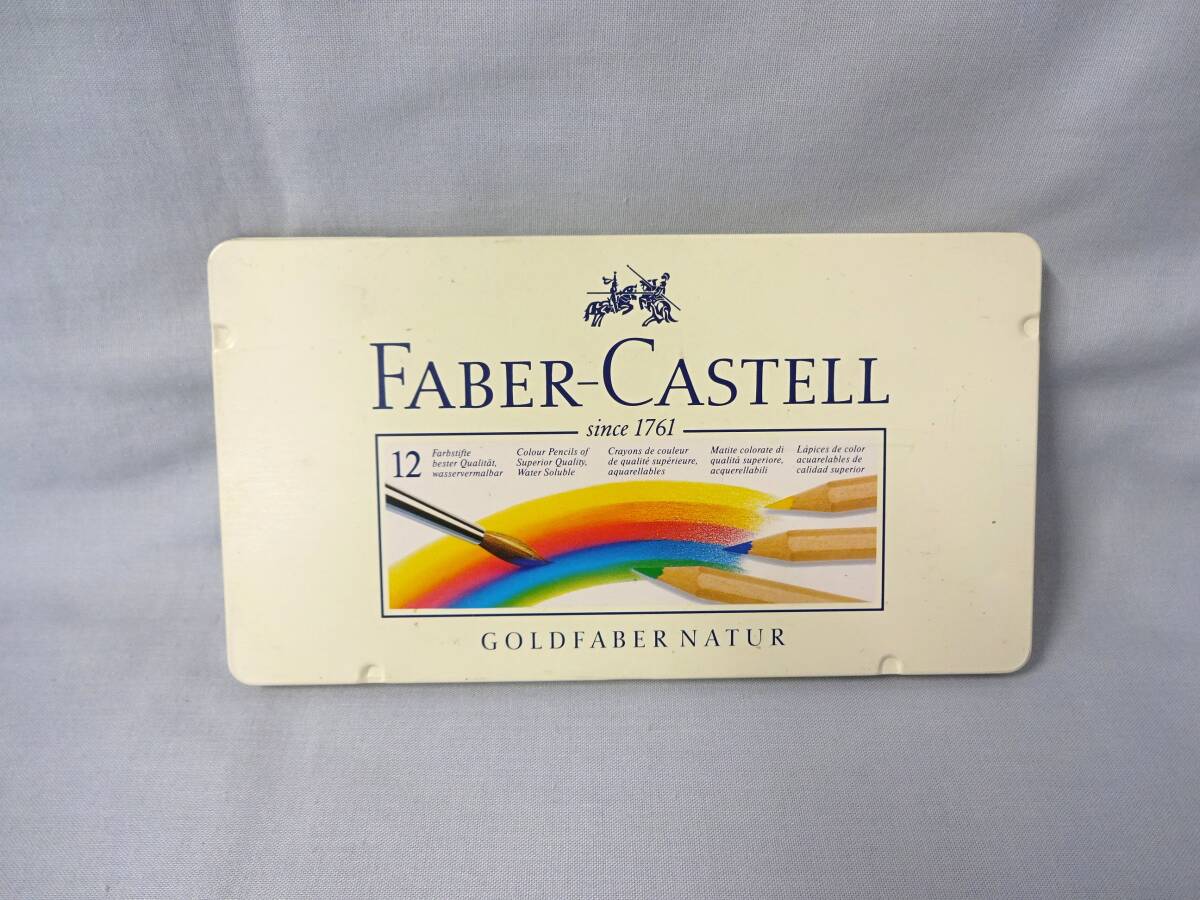 FABER-CASTELL
since 1761
12
Farbstifte
bester Qualität,
wasservermalbar
Colour Pencils of
Superior Quality,
Water Soluble
Crayons de couleur
de qualité supérieure,
aquarellables
Matite colorate di
qualità superiore,
acquerellabili
Lápices de color
acuarelables de
calidad superior
GOLDFABER NATUR